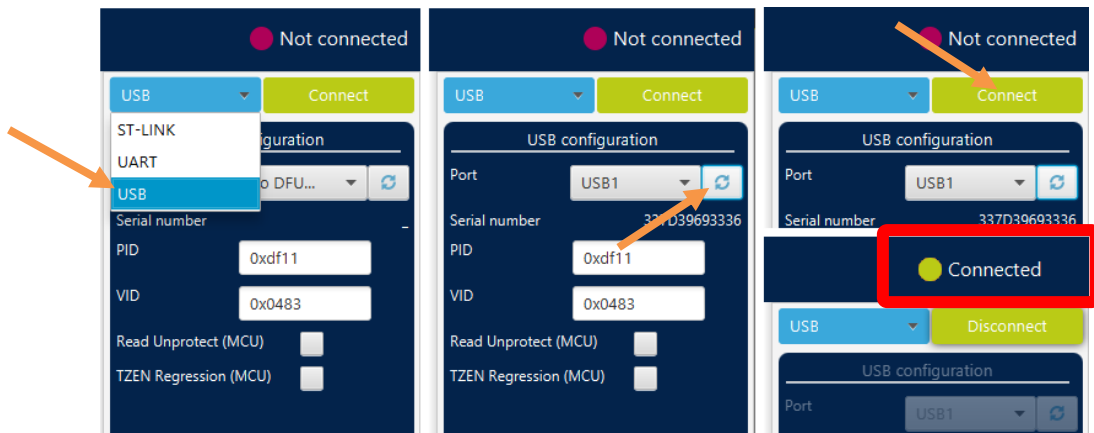 Not connected
USB
Connect
ST-LINK
UART
USB
iguration
o DFU...
Serial number
_
PID
0xdf11
VID
0x0483
Read Unprotect (MCU)
TZEN Regression (MCU)
Not connected
USB
Connect
USB configuration
Port
USB1
Serial number
337D39693336
PID
0xdf11
VID
0x0483
Read Unprotect (MCU)
TZEN Regression (MCU)
Not connected
USB
Connect
USB configuration
Port
USB1
Serial number
337D39693336
Connected
USB
Disconnect
USB configuration
Port
USB1